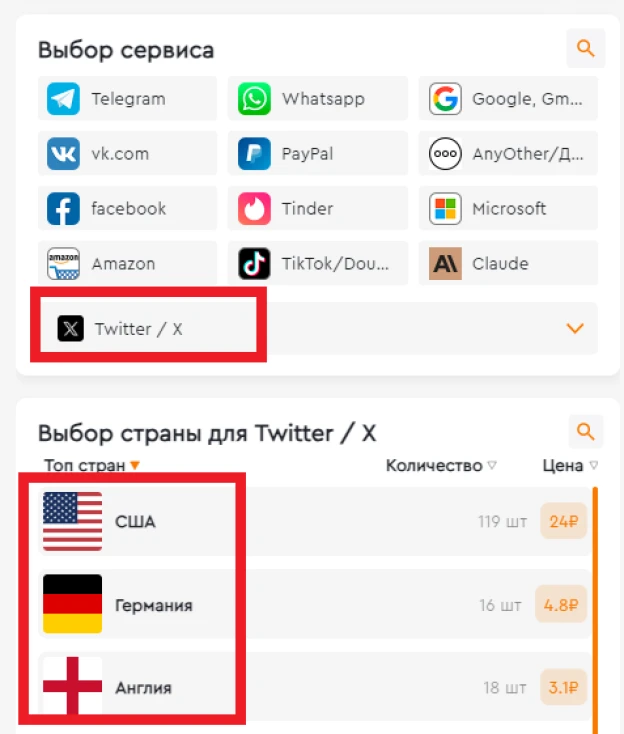 Выбор сервиса
Telegram Whatsapp Google, Gm...
vk.com PayPal AnyOther/Д...
facebook Tinder Microsoft
amazon Amazon TikTok/Dou... Claude
Twitter / X
Выбор страны для Twitter / X
Топ стран Количество Цена
США 119 шт 24₽
Германия 16 шт 4.8₽
Англия 18 шт 3.1₽